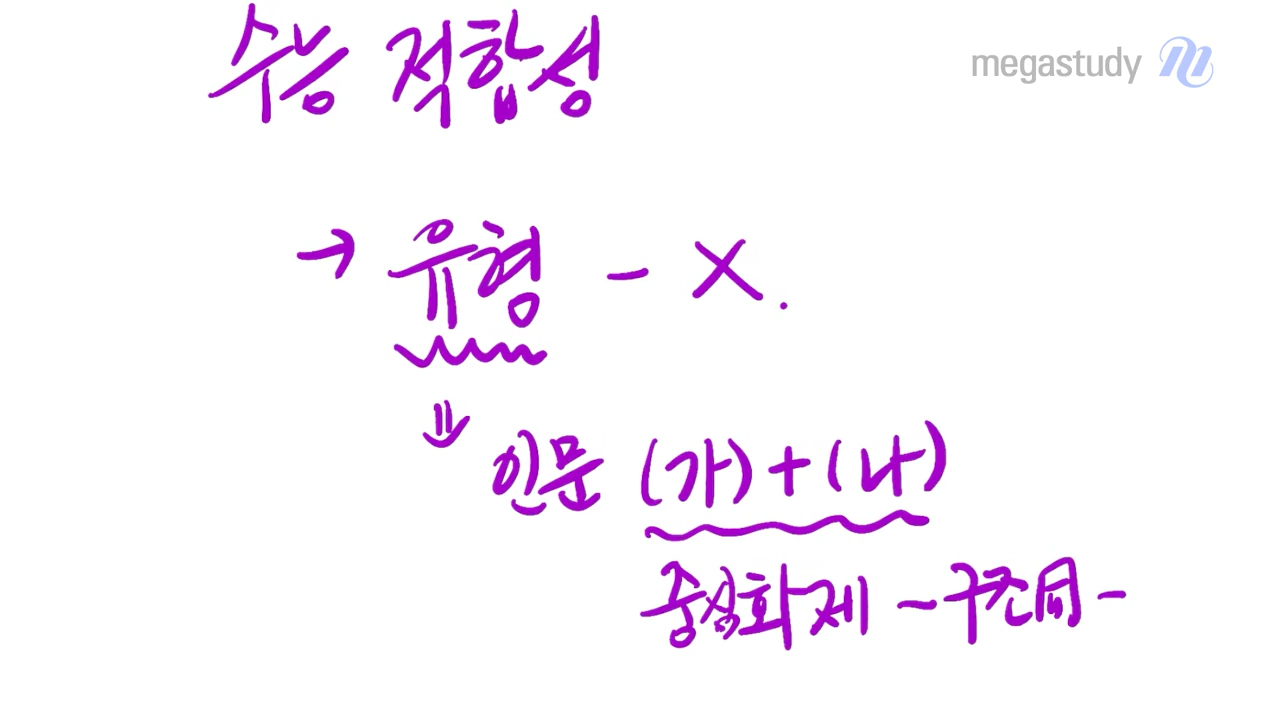 megastudy
수능 적합성
→ 유형 - X.
⇓ 인문 (가)+(나)
중심화제 ~구조同-